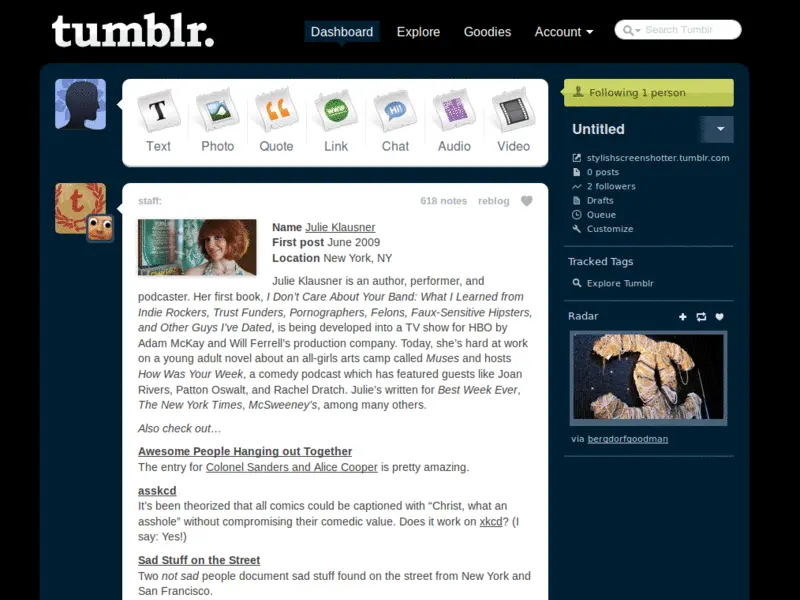 tumblr.
Dashboard Explore Goodies Account Search Tumblr
T
www
Hi!
Text Photo Quote Link Chat Audio Video
staff:
618 notes reblog
Name Julie Klausner
First post June 2009
Location New York, NY
Julie Klausner is an author, performer, and
podcaster. Her first book, I Don’t Care About Your Band: What I Learned from
Indie Rockers, Trust Funders, Pornographers, Felons, Faux-Sensitive Hipsters,
and Other Guys I’ve Dated, is being developed into a TV show for HBO by
Adam McKay and Will Ferrell’s production company. Today, she’s hard at work
on a young adult novel about an all-girls arts camp called Muses and hosts
How Was Your Week, a comedy podcast which has featured guests like Joan
Rivers, Patton Oswalt, and Rachel Dratch. Julie’s written for Best Week Ever,
The New York Times, McSweeney’s, among many others.
Also check out…
Awesome People Hanging out Together
The entry for Colonel Sanders and Alice Cooper is pretty amazing.
asskcd
It’s been theorized that all comics could be captioned with “Christ, what an
asshole” without compromising their comedic value. Does it work on xkcd? (I
say: Yes!)
Sad Stuff on the Street
Two not sad people document sad stuff found on the street from New York and
San Francisco.
Following 1 person
Untitled
stylishscreenshotter.tumblr.com
0 posts
2 followers
Drafts
Queue
Customize
Tracked Tags
Explore Tumblr
Radar
via bergdorfgoodman